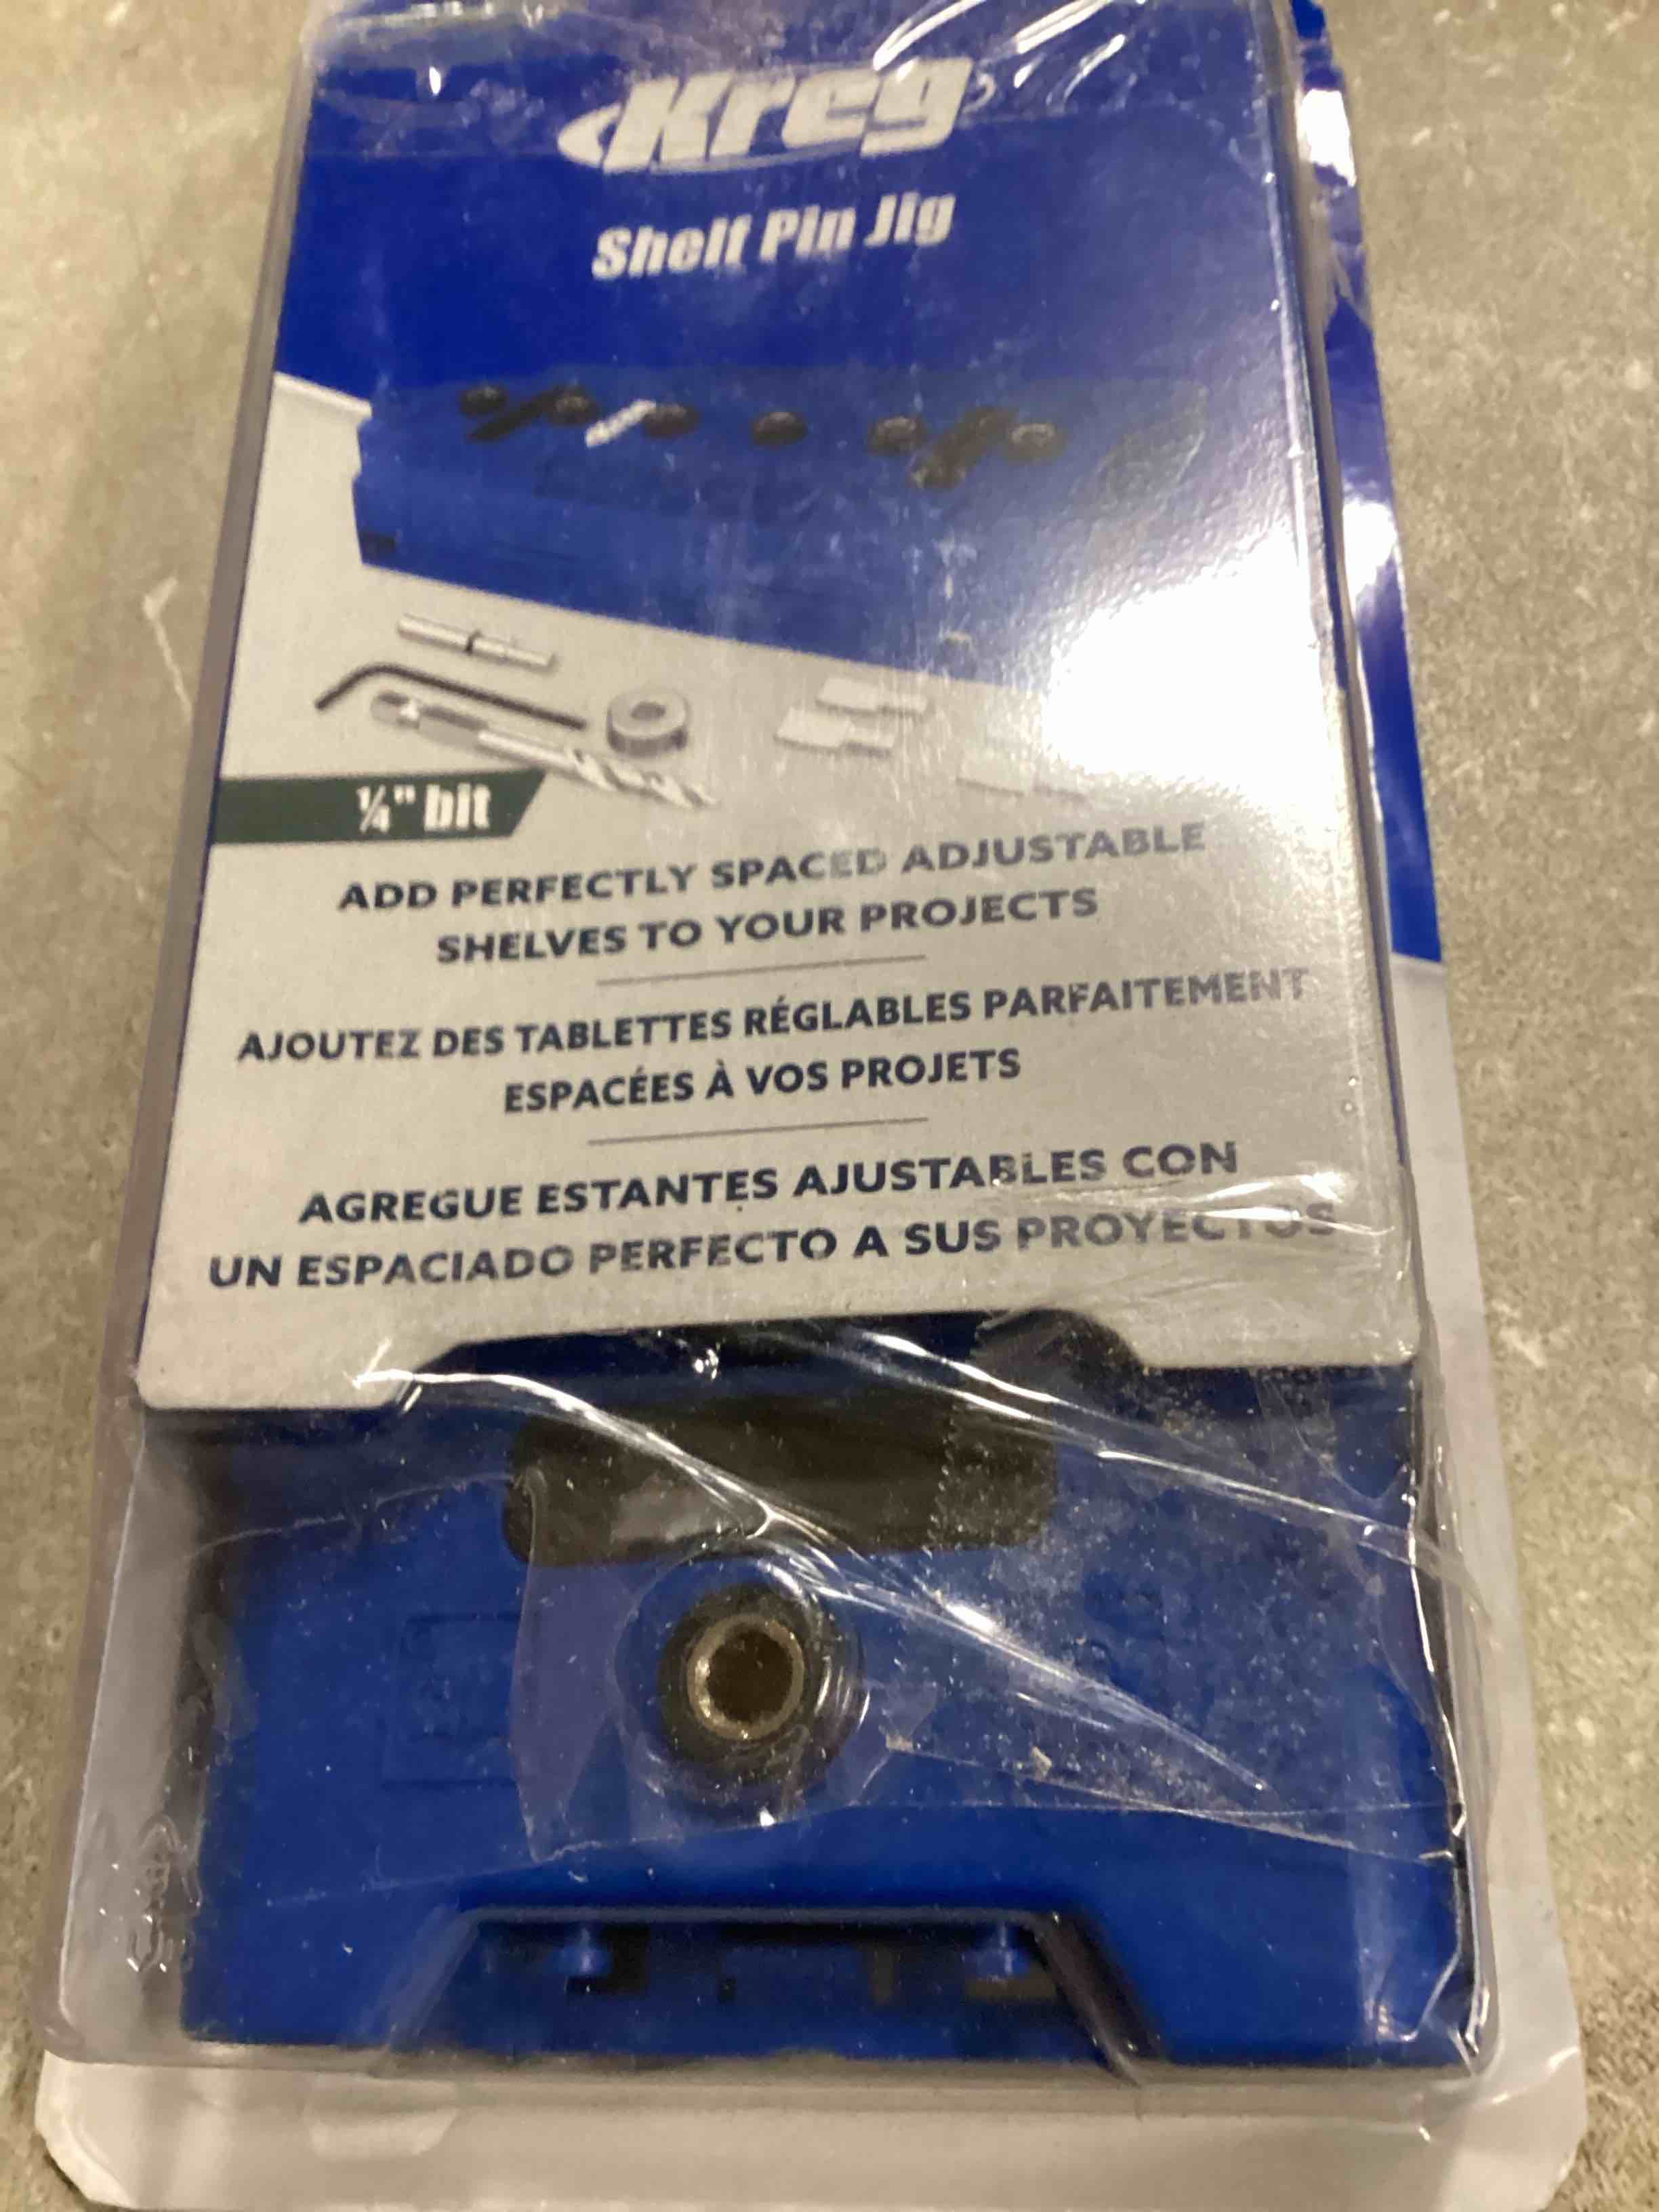 Kreg
Shelf Pin Jig
¼" bit
ADD PERFECTLY SPACED ADJUSTABLE
SHELVES TO YOUR PROJECTS
AJOUTEZ DES TABLETTES RÉGLABLES PARFAITEMENT
ESPACÉES À VOS PROJETS
AGREGUE ESTANTES AJUSTABLES CON
UN ESPACIADO PERFECTO A SUS PROYECTOS